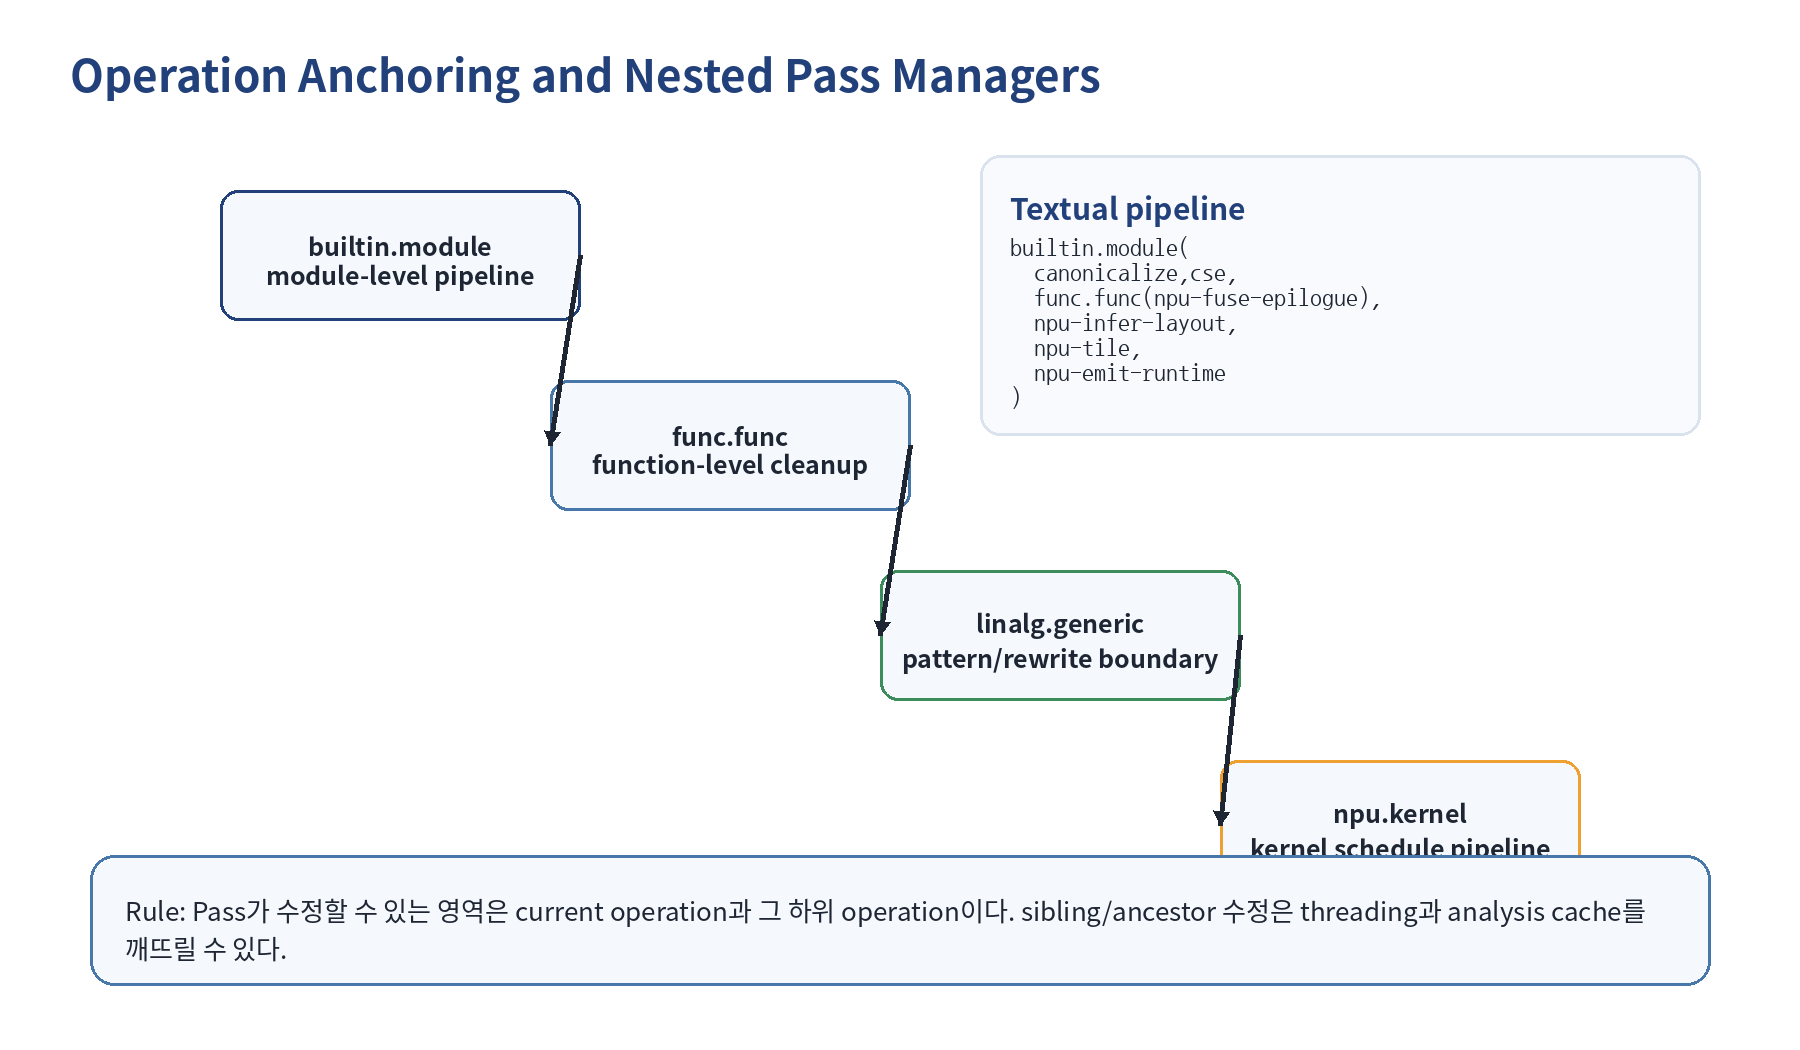 Operation Anchoring and Nested Pass Managers
builtin.module
module-level pipeline
Textual pipeline
builtin.module(
  canonicalize,cse,
  func.func(npu-fuse-epilogue),
  npu-infer-layout,
  npu-tile,
  npu-emit-runtime
)
func.func
function-level cleanup
linalg.generic
pattern/rewrite boundary
npu.kernel
kernel schedule pipeline
Rule: Pass가 수정할 수 있는 영역은 current operation과 그 하위 operation이다. sibling/ancestor 수정은 threading과 analysis cache를
깨뜨릴 수 있다.